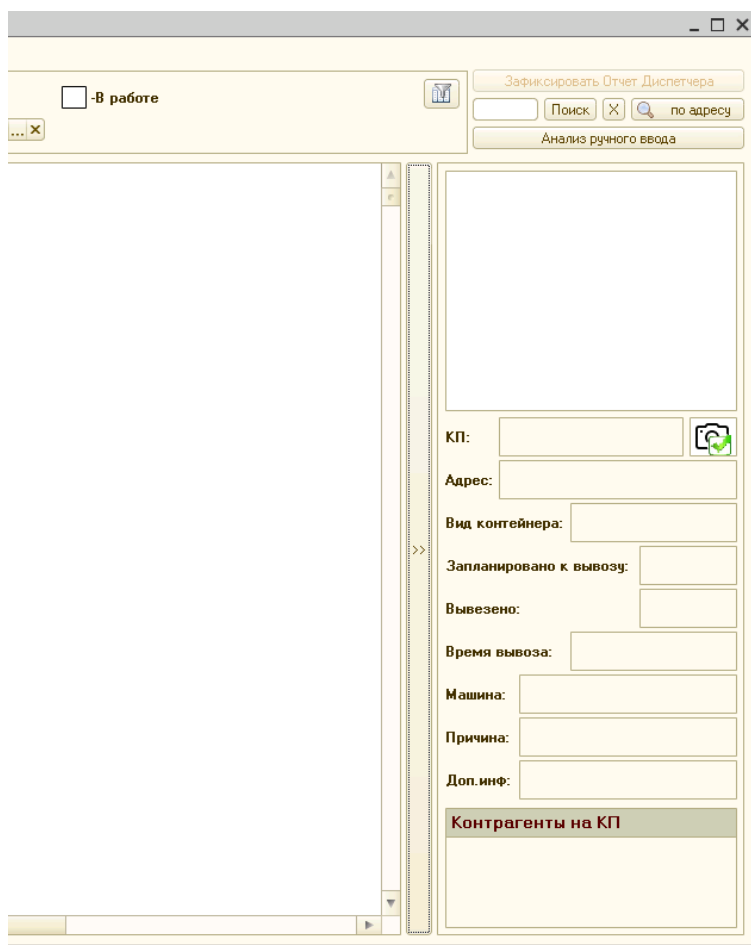 Зафиксировать Отчет Диспетчера
-В работе
Поиск X по адресу
... x
Анализ ручного ввода
КП:
Адрес:
Вид контейнера:
>>
Запланировано к вывозу:
Вывезено:
Время вывоза:
Машина:
Причина:
Доп.инф:
Контрагенты на КП